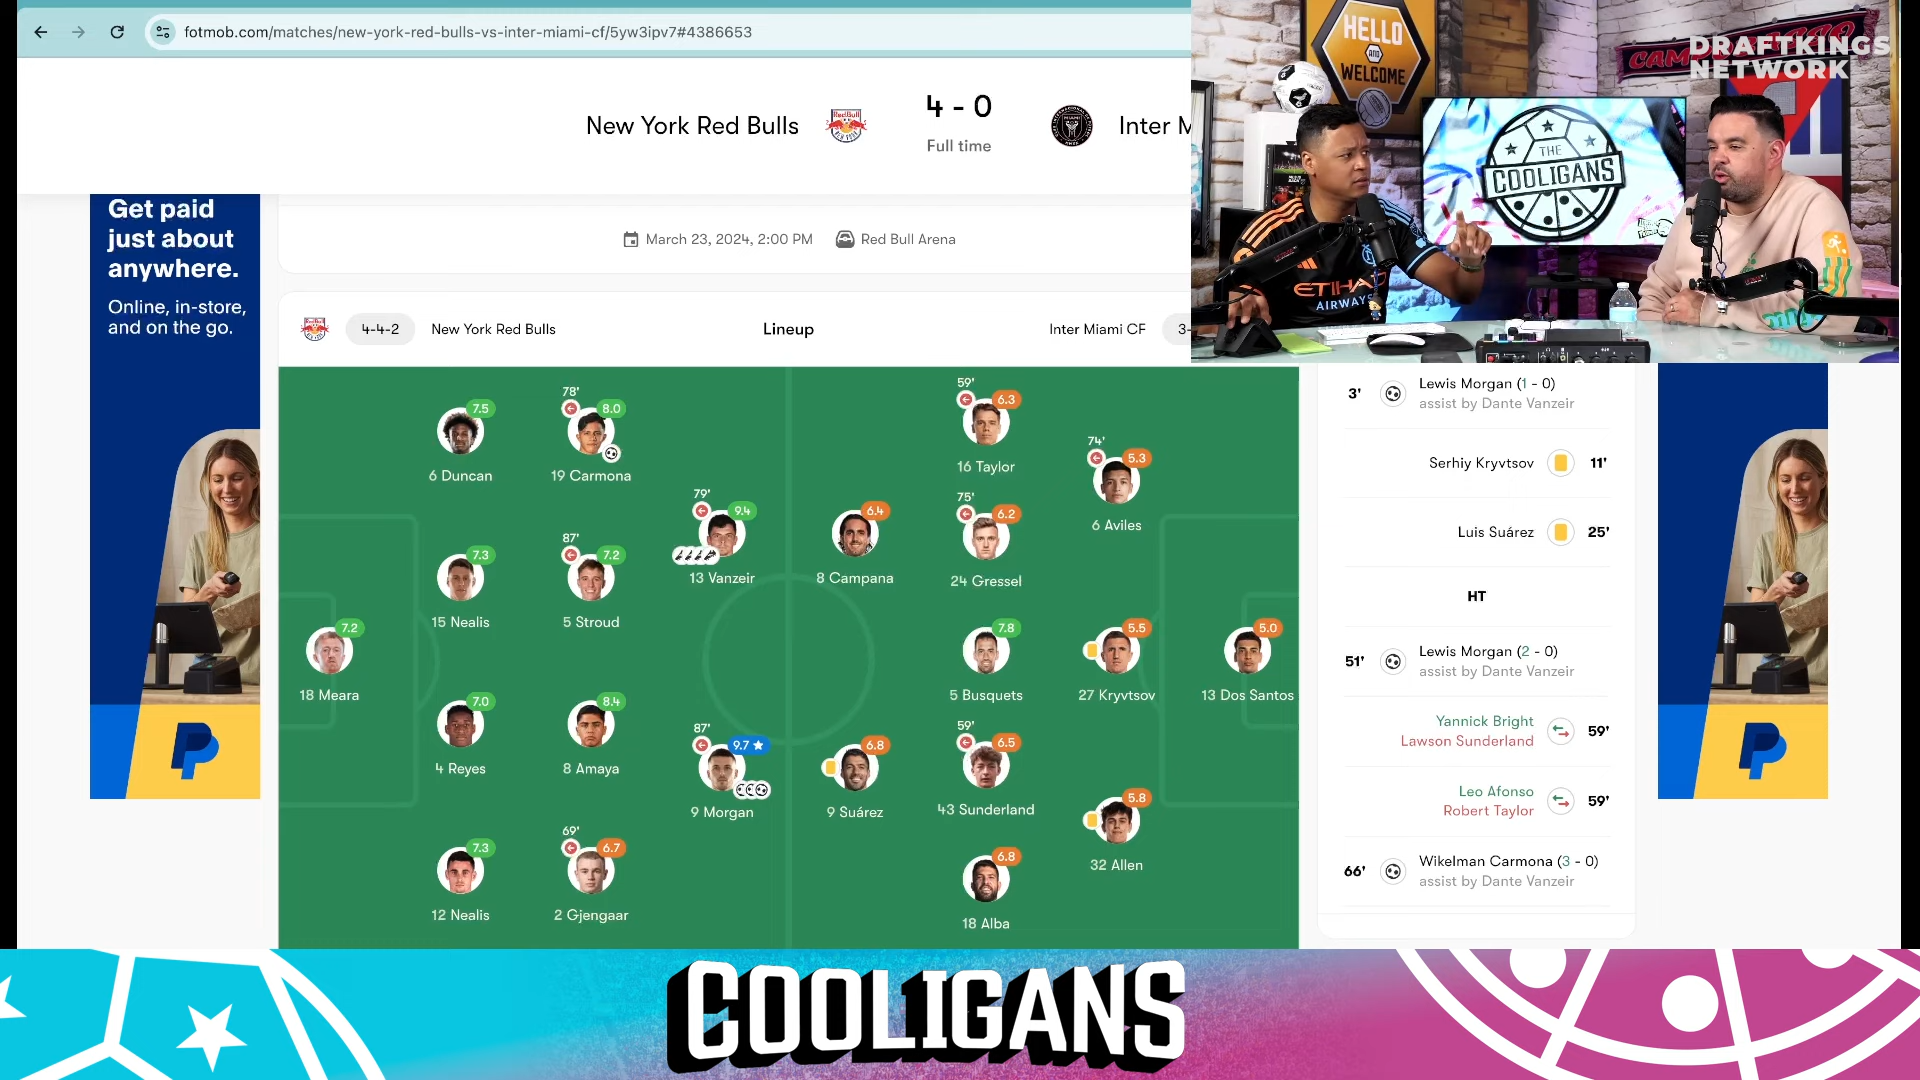 fotmob.com/matches/new-york-red-bulls-vs-inter-miami-cf/5yw3ipv7#4386653
New York Red Bulls
4 - 0
Full time
Inter M
HELLO
AND
WELCOME
DRAFTKINGS
NETWORK
THE
COOLIGANS
ETIHAD
AIRWAYS
Get paid
just about
anywhere.
Online, in-store,
and on the go.
March 23, 2024, 2:00 PM
Red Bull Arena
4-4-2
New York Red Bulls
Lineup
Inter Miami CF
3-
7.5
6 Duncan
78'
8.0
19 Carmona
7.3
15 Nealis
87'
7.2
5 Stroud
79'
9.4
13 Vanzeir
7.2
18 Meara
7.0
4 Reyes
8.4
8 Amaya
87'
9.7
9 Morgan
7.3
12 Nealis
69'
6.7
2 Gjengaar
6.4
8 Campana
6.8
9 Suárez
59'
6.3
16 Taylor
75'
6.2
24 Gressel
7.8
5 Busquets
59'
6.5
43 Sunderland
6.8
18 Alba
74'
5.3
6 Aviles
5.5
27 Kryvtsov
5.8
32 Allen
5.0
13 Dos Santos
3'
Lewis Morgan (1 - 0)
assist by Dante Vanzeir
Serhiy Kryvtsov
11'
Luis Suárez
25'
HT
51'
Lewis Morgan (2 - 0)
assist by Dante Vanzeir
Yannick Bright
Lawson Sunderland
59'
Leo Afonso
Robert Taylor
59'
66'
Wikelman Carmona (3 - 0)
assist by Dante Vanzeir
COOLIGANS